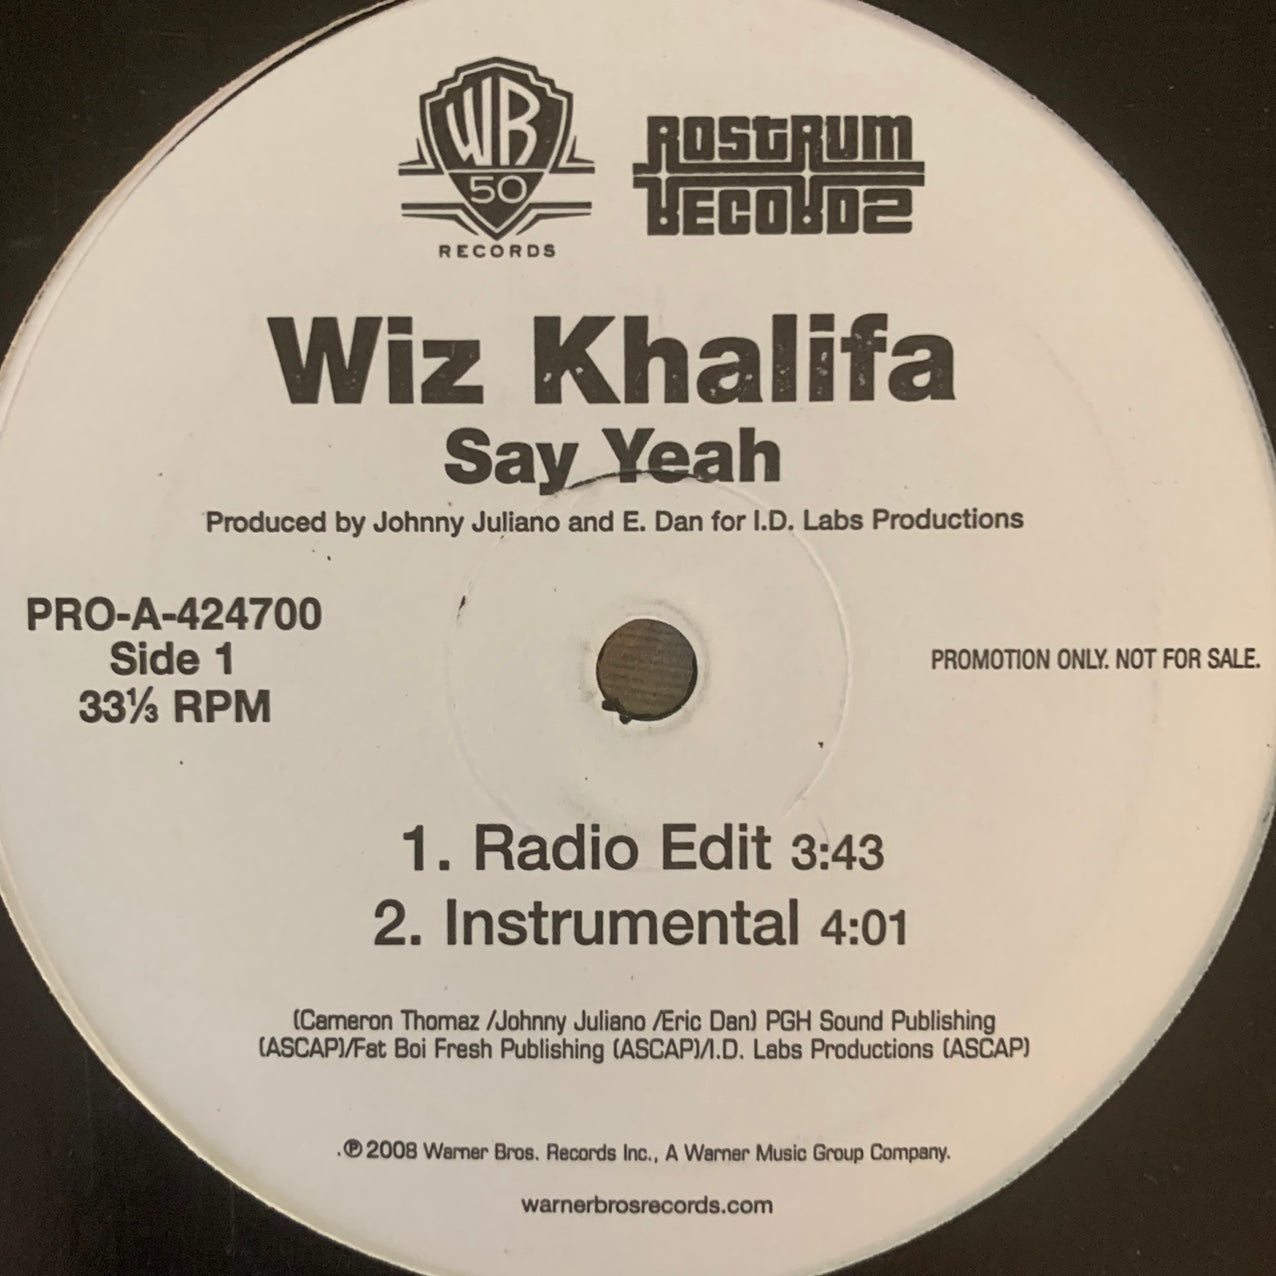 WB
50
RECORDS
ROSTRUM
RECORDS
Wiz Khalifa
Say Yeah
Produced by Johnny Juliano and E. Dan for I.D. Labs Productions
PRO-A-424700
Side 1
33⅓ RPM
PROMOTION ONLY. NOT FOR SALE.
1. Radio Edit 3:43
2. Instrumental 4:01
(Cameron Thomaz /Johnny Juliano /Eric Dan) PGH Sound Publishing
(ASCAP)/Fat Boi Fresh Publishing (ASCAP)/I.D. Labs Productions (ASCAP)
.℗ 2008 Warner Bros. Records Inc., A Warner Music Group Company.
warnerbrosrecords.com